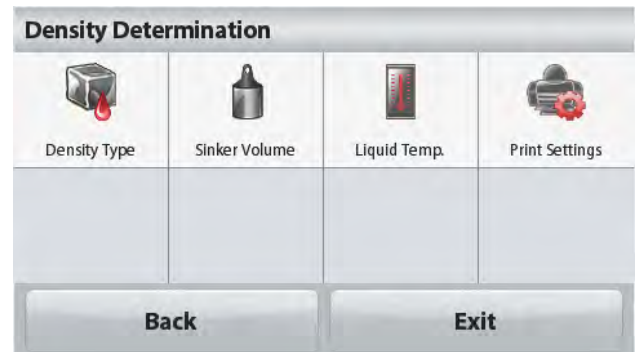 Density Determination
Density Type Sinker Volume Liquid Temp. Print Settings
Back Exit